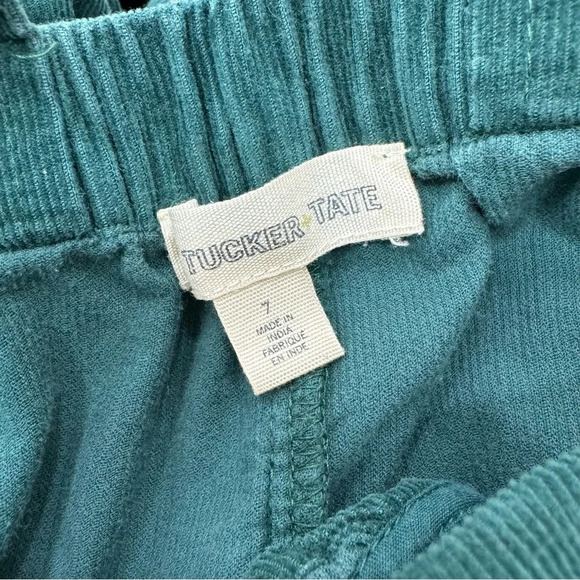 TUCKER+TATE
7
MADE IN
INDIA
FABRIQUÉ
EN INDE